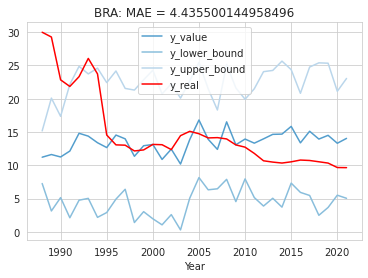 BRA: MAE = 4.435500144958496
y_value
y_lower_bound
y_upper_bound
y_real
30
25
20
15
10
5
0
1990 1995 2000 2005 2010 2015 2020
Year